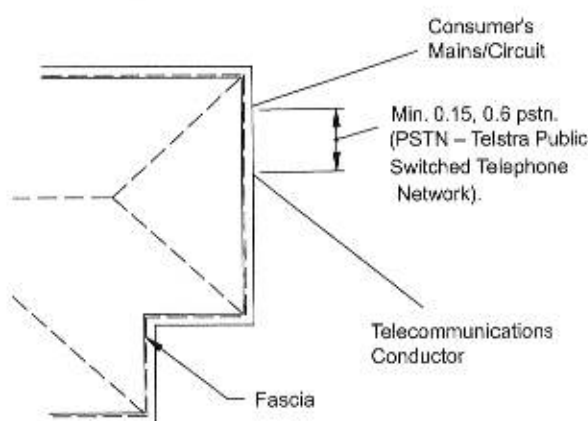 Consumer's
Mains/Circuit
Min. 0.15, 0.6 pstn.
(PSTN – Telstra Public
Switched Telephone
Network).
Telecommunications
Conductor
Fascia